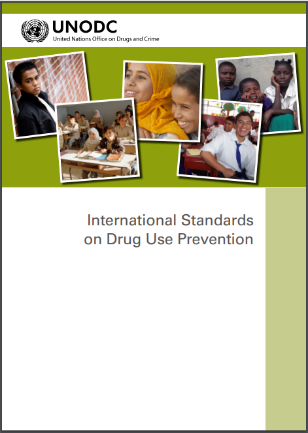 UNODC
United Nations Office on Drugs and Crime
International Standards
on Drug Use Prevention